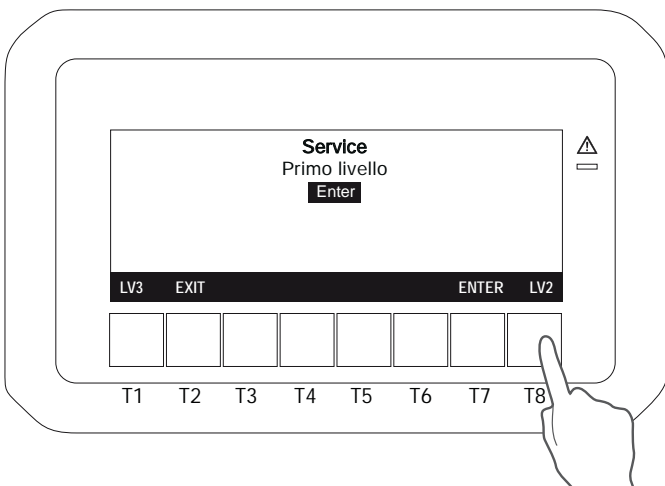 Service
Primo livello
Enter
LV3 EXIT ENTER LV2
T1 T2 T3 T4 T5 T6 T7 T8